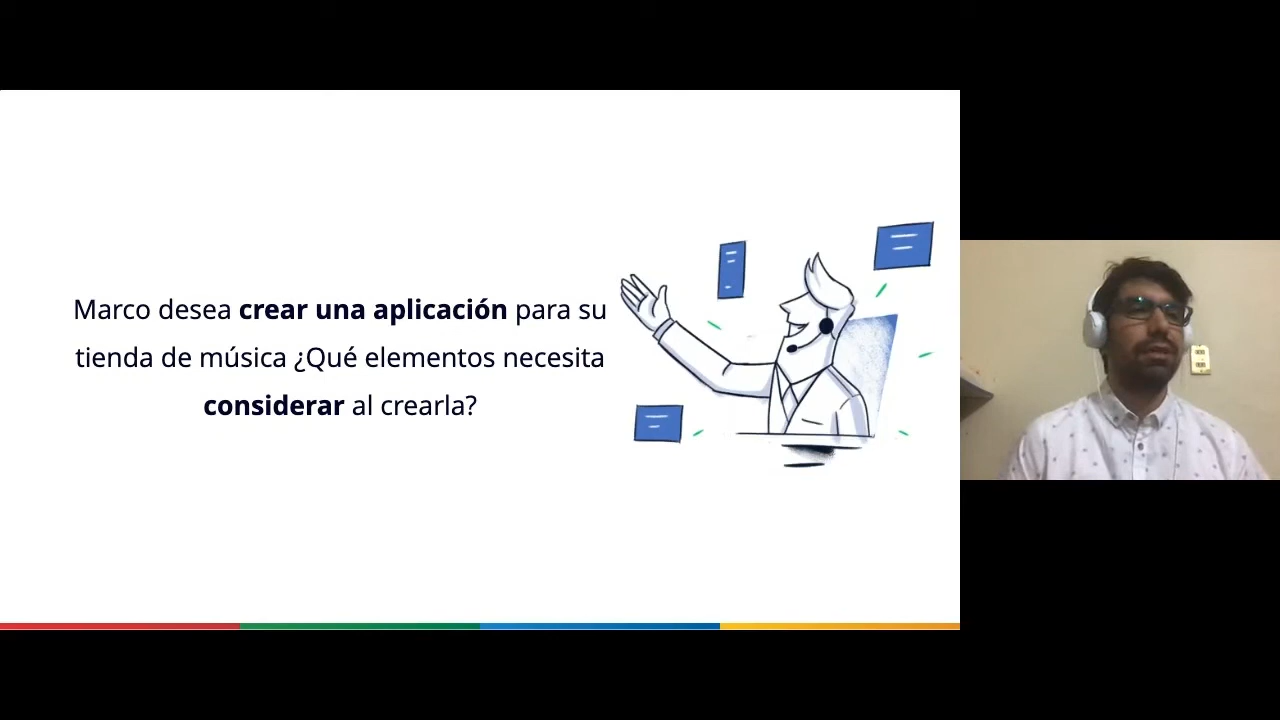 Marco desea crear una aplicación para su
tienda de música ¿Qué elementos necesita
considerar al crearla?